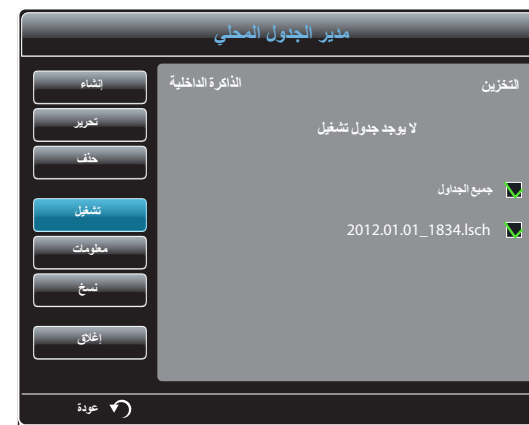 مدير الجدول المحلي
التخزين الذاكرة الداخلية
لا يوجد جدول تشغيل
جميع الجداول
2012.01.01_1834.lsch
إنشاء
تحرير
حذف
تشغيل
معلومات
نسخ
إغلاق
عودة